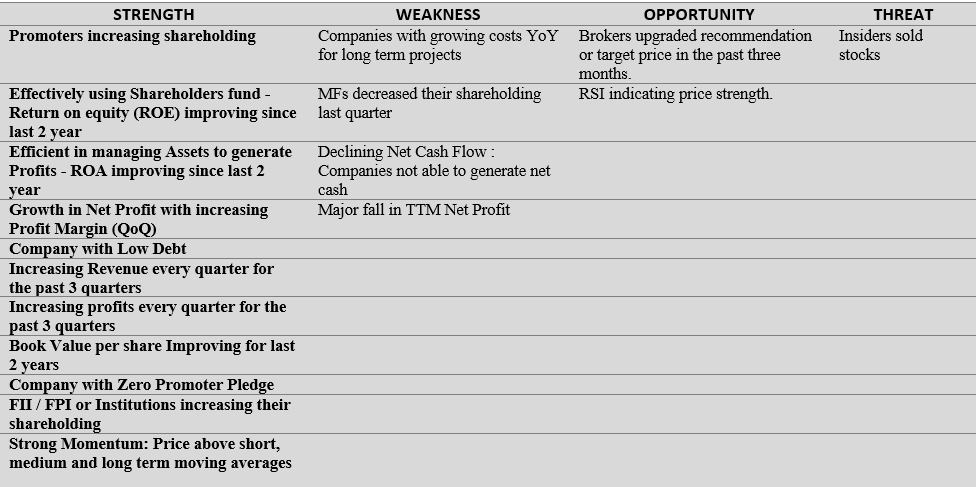 STRENGTH WEAKNESS OPPORTUNITY THREAT
Promoters increasing shareholding
Companies with growing costs YoY
for long term projects
Brokers upgraded recommendation
or target price in the past three
months.
Insiders sold
stocks
Effectively using Shareholders fund -
Return on equity (ROE) improving since
last 2 year
MFs decreased their shareholding
last quarter
RSI indicating price strength.
Efficient in managing Assets to generate
Profits - ROA improving since last 2
year
Declining Net Cash Flow :
Companies not able to generate net
cash
Growth in Net Profit with increasing
Profit Margin (QoQ)
Major fall in TTM Net Profit
Company with Low Debt
Increasing Revenue every quarter for
the past 3 quarters
Increasing profits every quarter for the
past 3 quarters
Book Value per share Improving for last
2 years
Company with Zero Promoter Pledge
FII / FPI or Institutions increasing their
shareholding
Strong Momentum: Price above short,
medium and long term moving averages